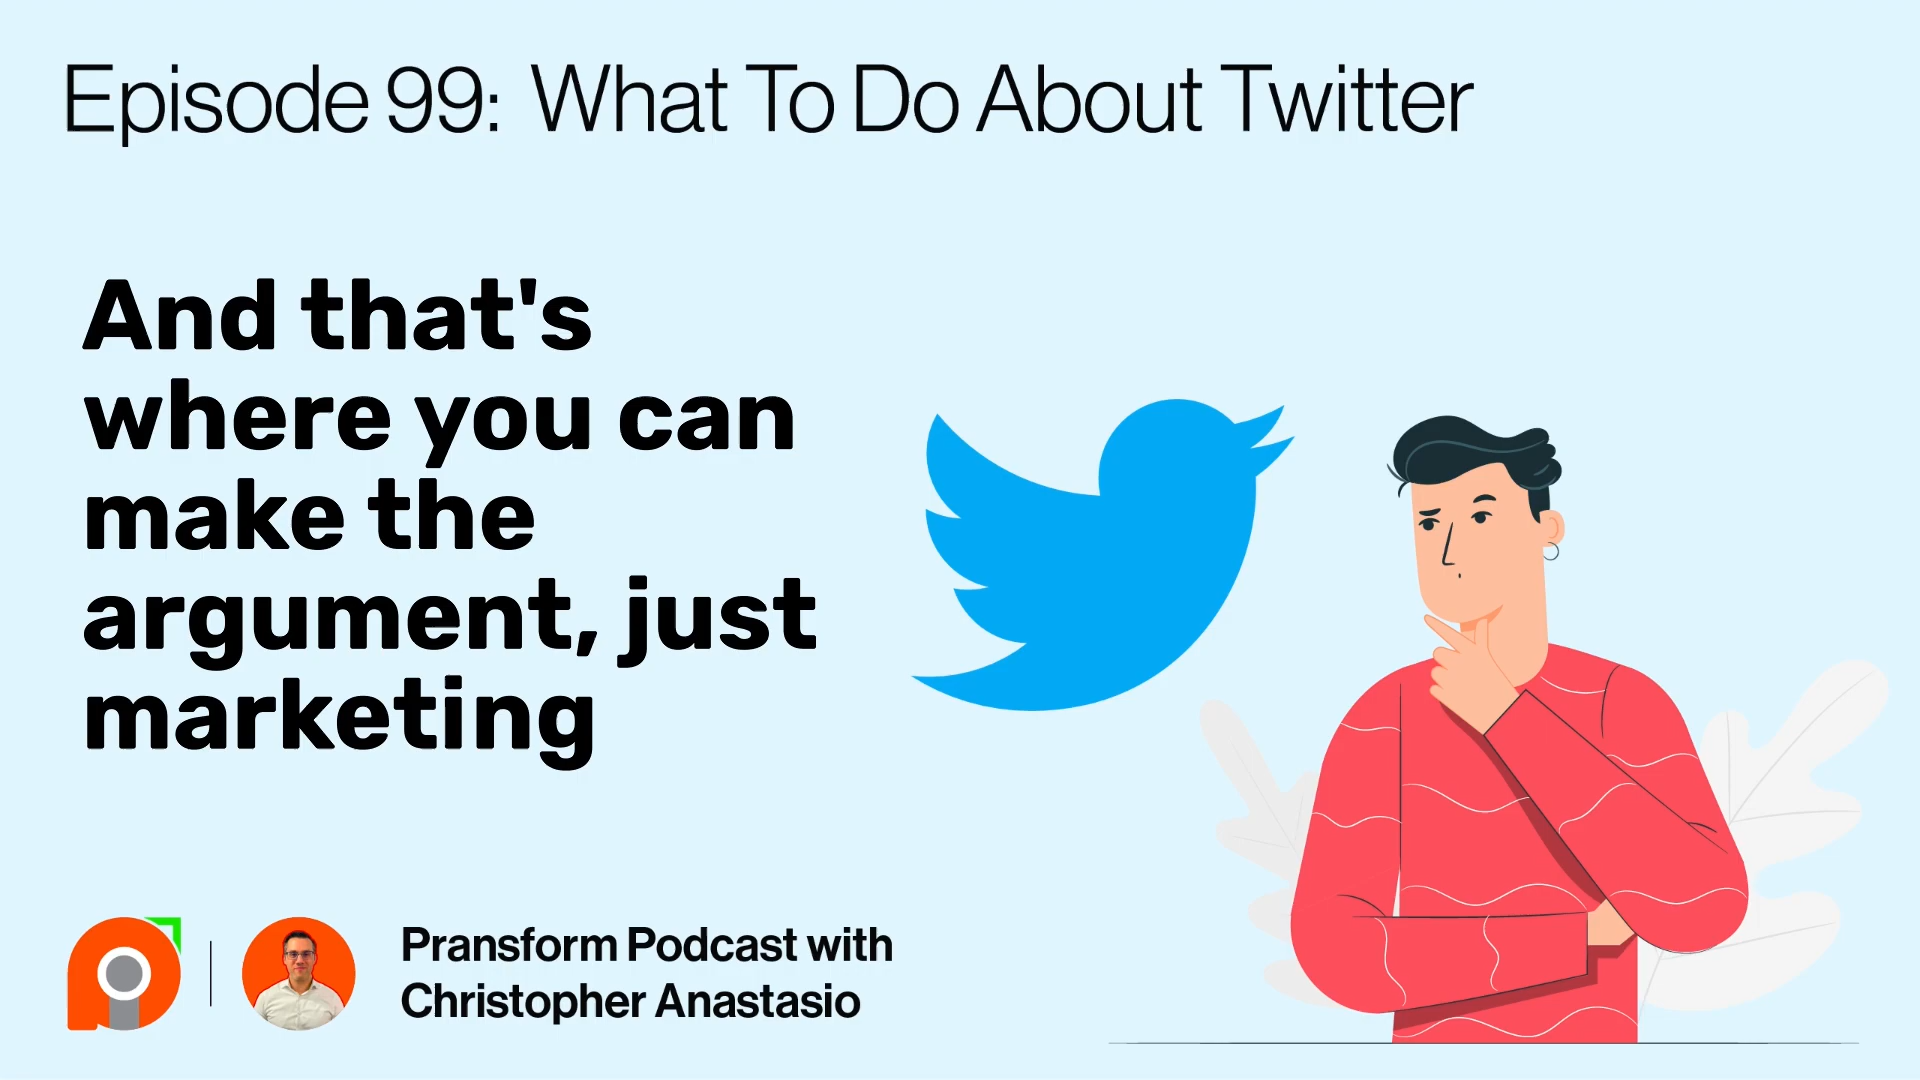 Episode 99: What To Do About Twitter
And that's
where you can
make the
argument, just
marketing
Pransform Podcast with
Christopher Anastasio